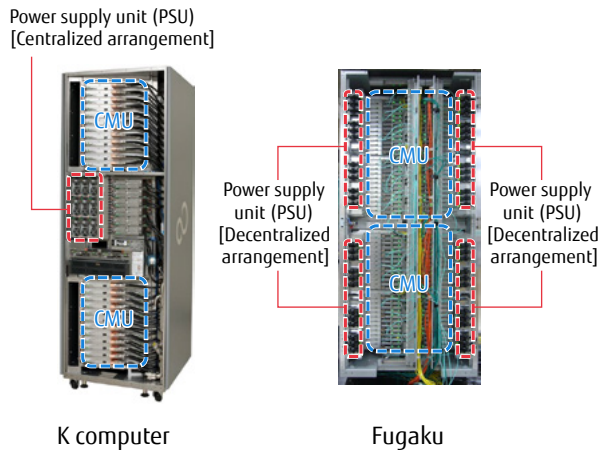 Power supply unit (PSU)
[Centralized arrangement]
CMU
CMU
K computer
Power supply
unit (PSU)
[Decentralized
arrangement]
CMU
CMU
Power supply
unit (PSU)
[Decentralized
arrangement]
Fugaku